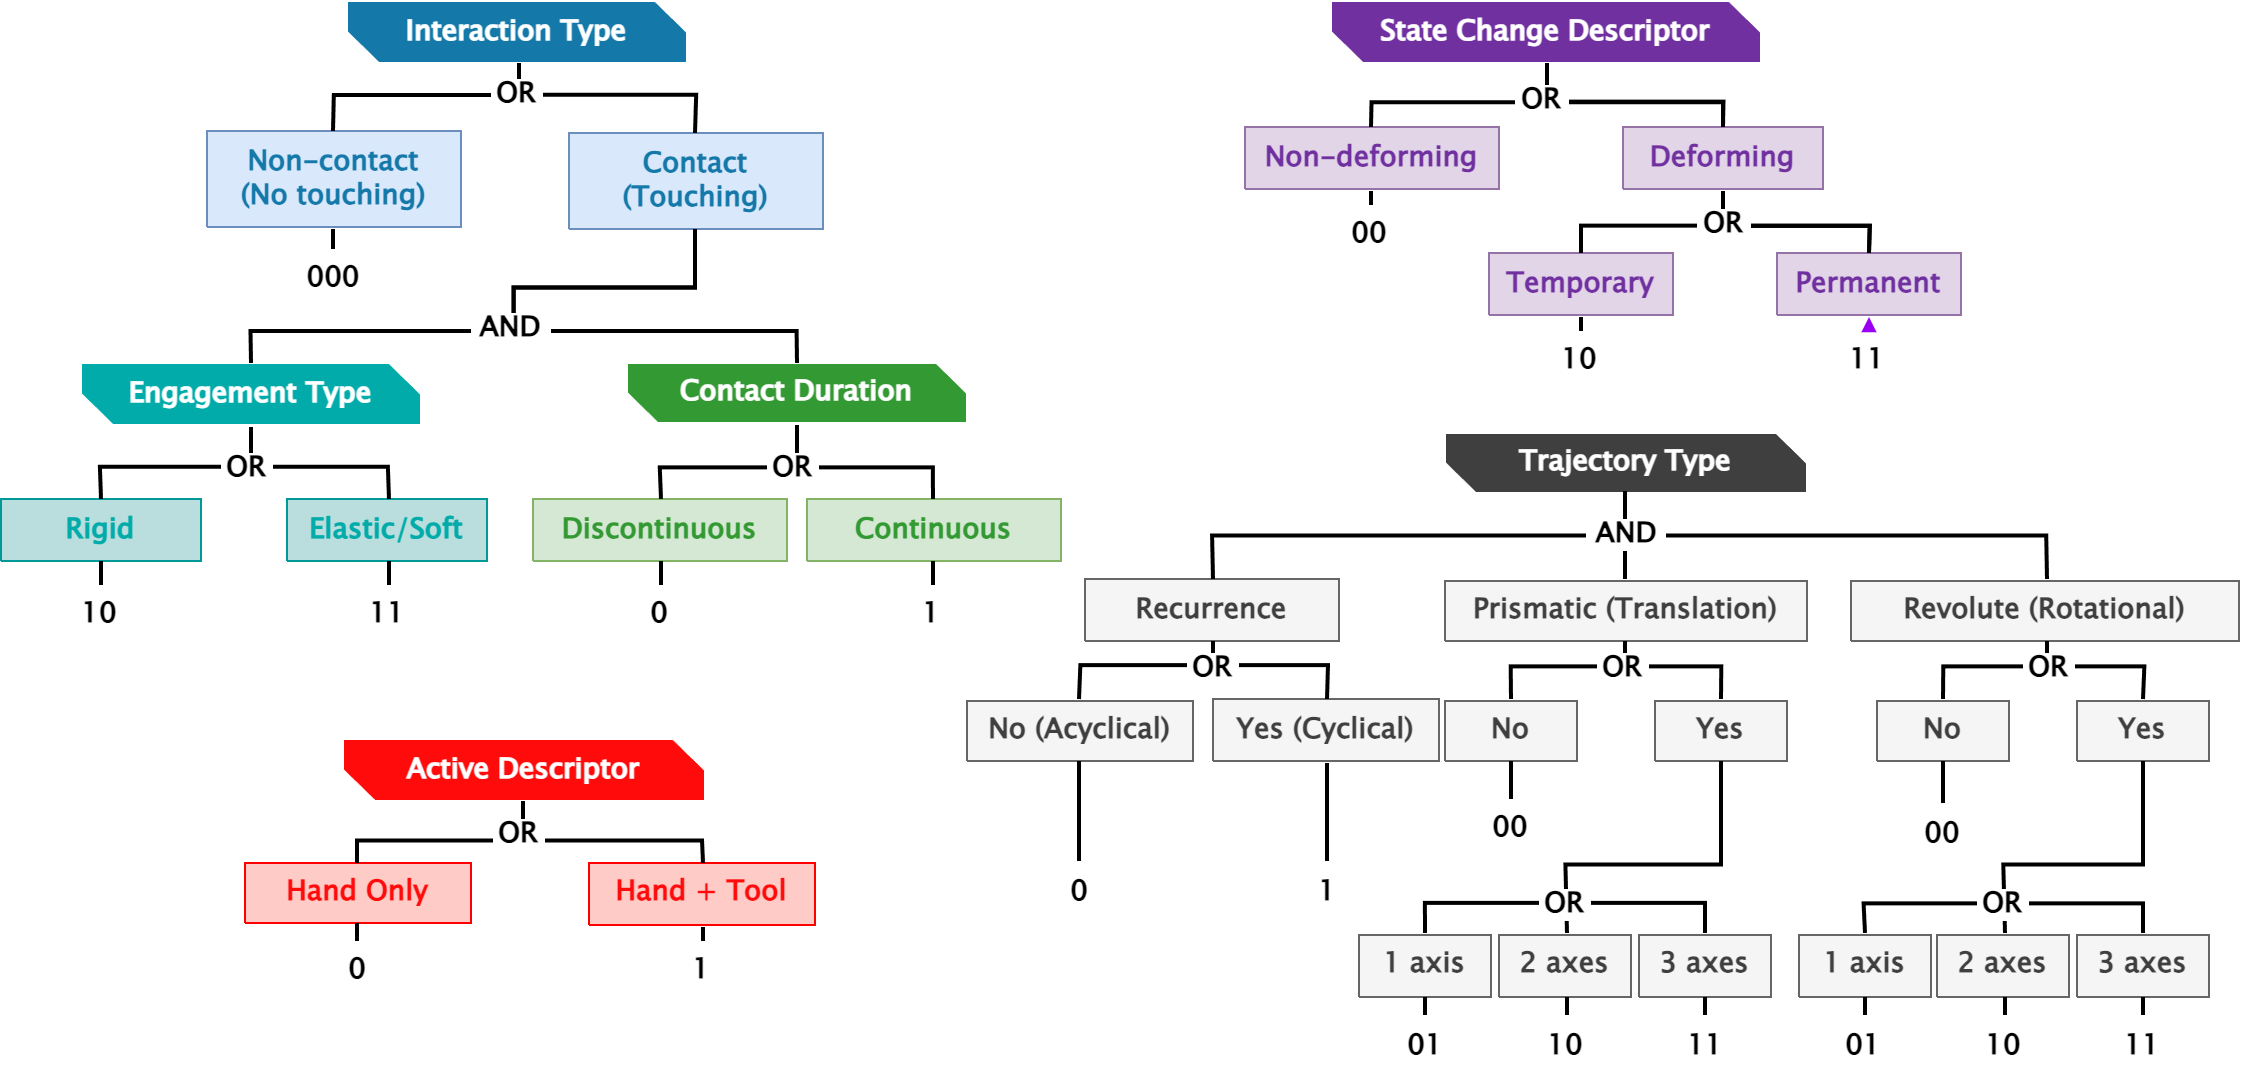 Interaction Type
OR
Non-contact
(No touching)
Contact
(Touching)
000
AND
Engagement Type
Contact Duration
OR
OR
Rigid
Elastic/Soft
Discontinuous
Continuous
10
11
0
1
Active Descriptor
OR
Hand Only
Hand + Tool
0
1
State Change Descriptor
OR
Non-deforming
Deforming
00
OR
Temporary
Permanent
10
11
Trajectory Type
AND
Recurrence
Prismatic (Translation)
Revolute (Rotational)
OR
OR
OR
No (Acyclical)
Yes (Cyclical)
No
Yes
No
Yes
00
00
0
1
OR
OR
1 axis
2 axes
3 axes
1 axis
2 axes
3 axes
01
10
11
01
10
11